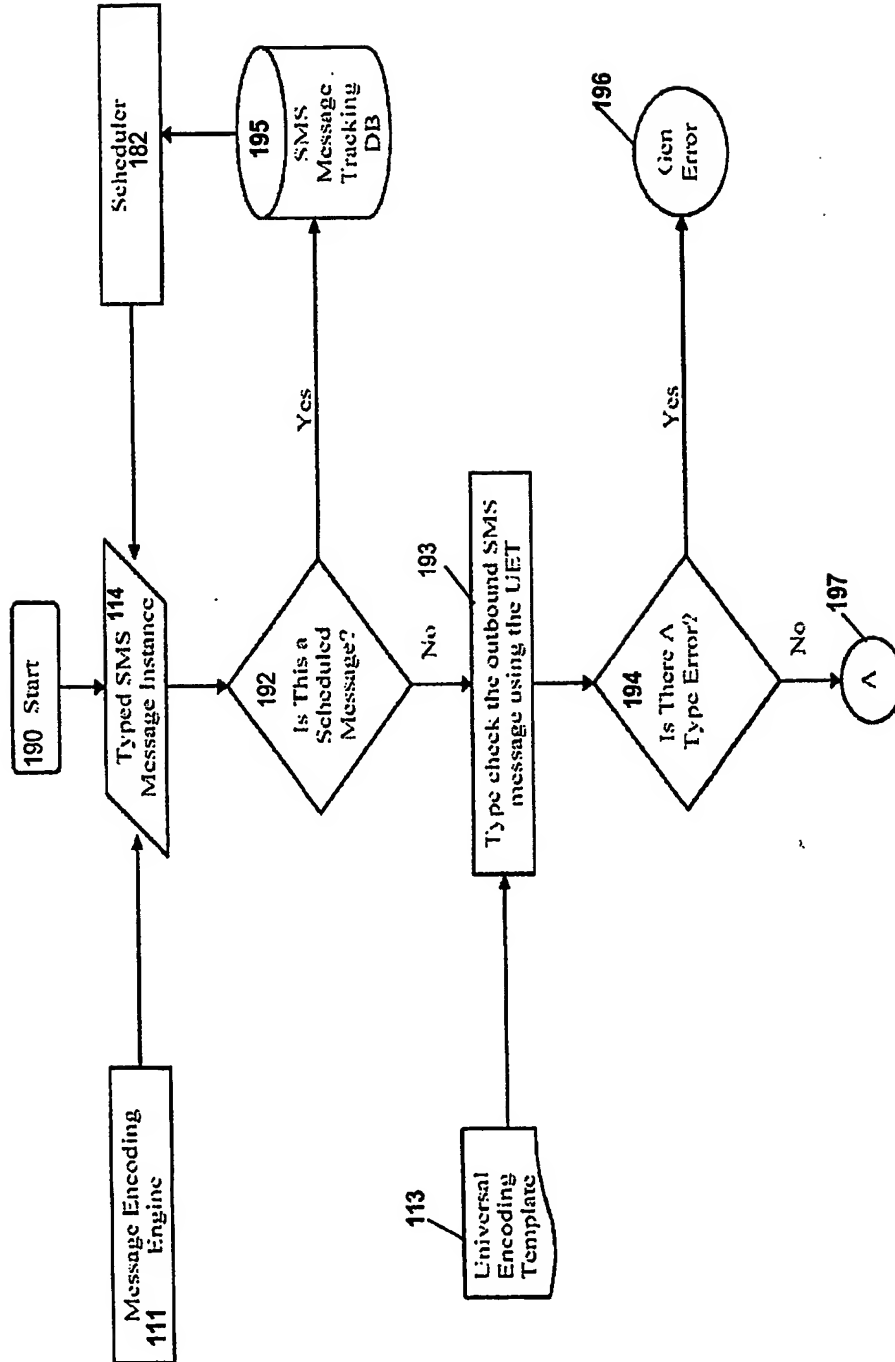 190 Start
Message Encoding
Engine
111
Typed SMS 114
Message Instance
Scheduler
182
192
Is This a
Scheduled
Message?
Yes
195
SMS
Message
Tracking
DB
No
113
Universal
Encoding
Template
193
Type check the outbound SMS
message using the UET
194
Is There A
Type Error?
Yes
196
Gen
Error
No
197
A